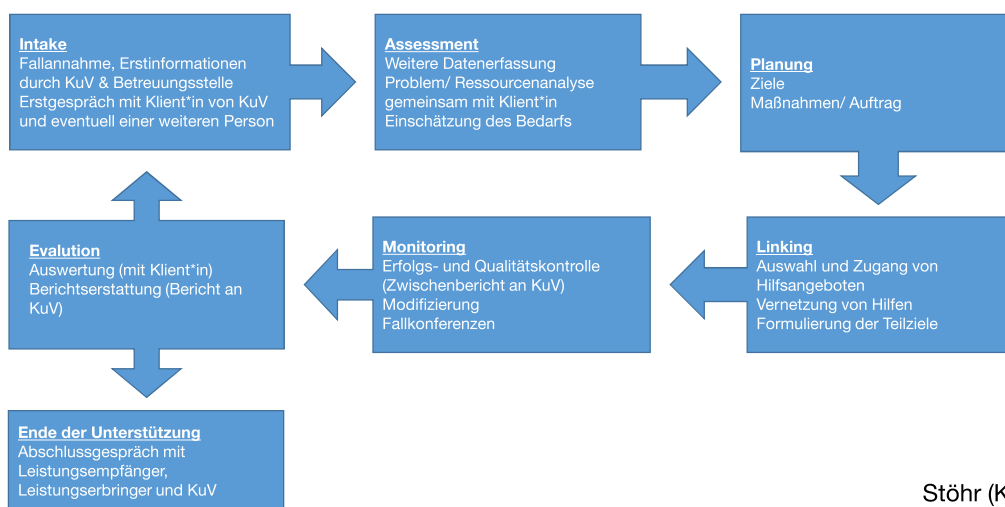 Intake
Fallannahme, Erstinformationen
durch KuV & Betreuungsstelle
Erstgespräch mit Klient*in von KuV
und eventuell einer weiteren Person
Assessment
Weitere Datenerfassung
Problem/ Ressourcenanalyse
gemeinsam mit Klient*in
Einschätzung des Bedarfs
Planung
Ziele
Maßnahmen/ Auftrag
Evalution
Auswertung (mit Klient*in)
Berichtserstattung (Bericht an
KuV)
Monitoring
Erfolgs- und Qualitätskontrolle
(Zwischenbericht an KuV)
Modifizierung
Fallkonferenzen
Linking
Auswahl und Zugang von
Hilfsangeboten
Vernetzung von Hilfen
Formulierung der Teilziele
Ende der Unterstützung
Abschlussgespräch mit
Leistungsempfänger,
Leistungserbringer und KuV
Stöhr (K